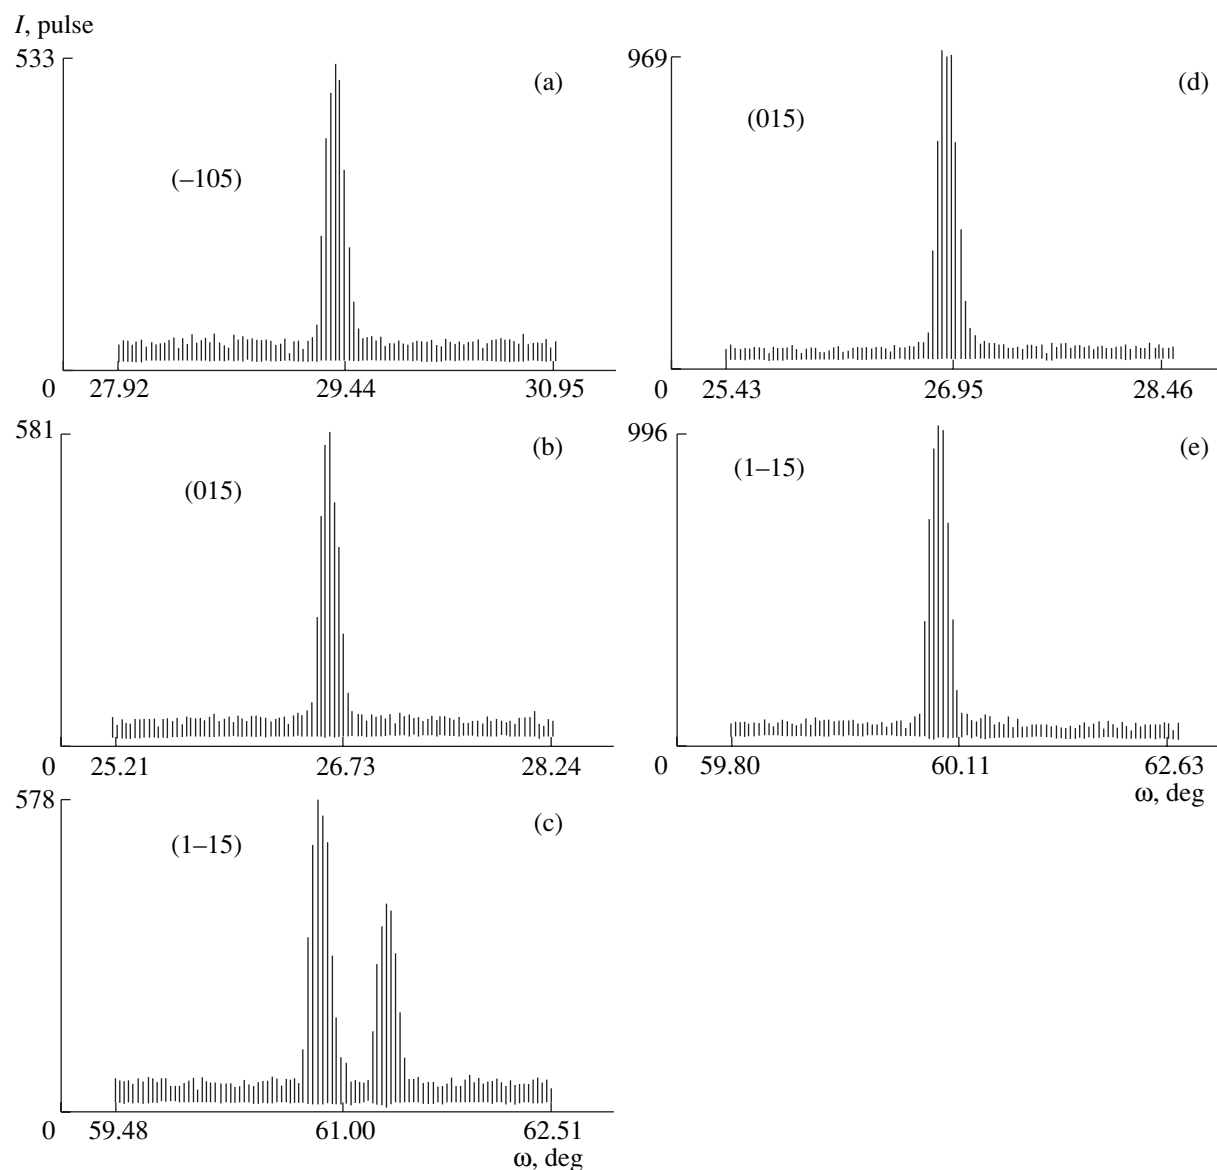 I, pulse
533
(a)
(–105)
0 27.92 29.44 30.95
969
(d)
(015)
0 25.43 26.95 28.46
581
(b)
(015)
0 25.21 26.73 28.24
996
(e)
(1–15)
0 59.80 60.11 62.63
ω, deg
578
(c)
(1–15)
0 59.48 61.00 62.51
ω, deg